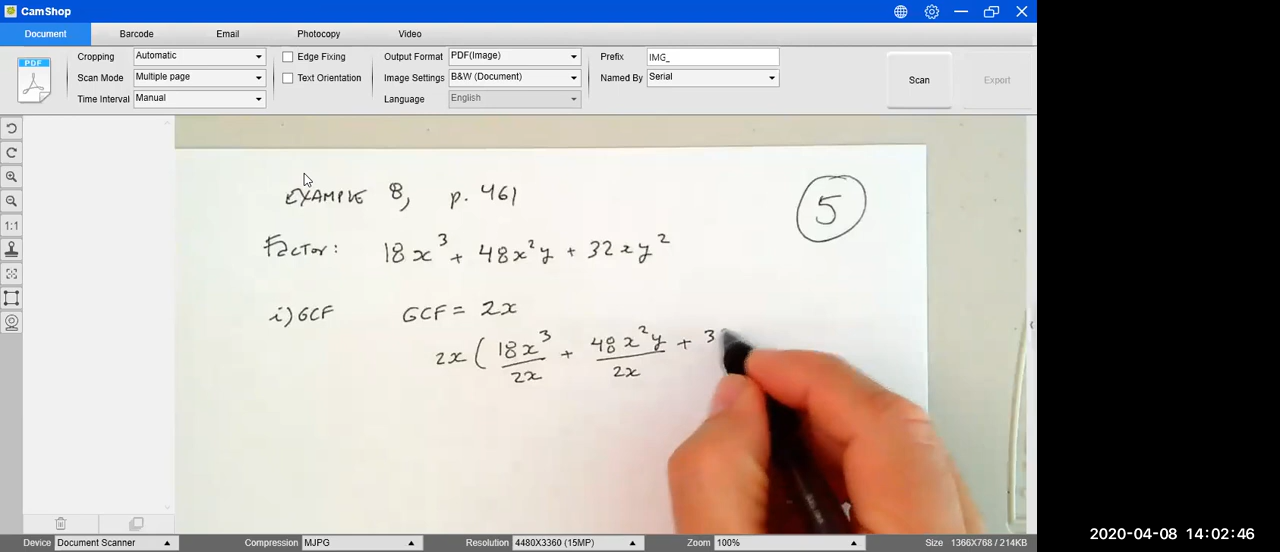 CamShop
Document Barcode Email Photocopy Video
Cropping Automatic Edge Fixing Output Format PDF(Image) Prefix IMG_
PDF Scan Mode Multiple page Text Orientation Image Settings B&W (Document) Named By Serial Scan Export
Time Interval Manual Language English
1:1
EXAMPLE 8, p. 461
5
Factor: 18x³ + 48x²y + 32xy²
i) GCF GCF = 2x
2x ( 18x³/2x + 48x²y/2x + 3
Device Document Scanner Compression MJPG Resolution 4480X3360 (15MP) Zoom 100% Size 1366X768 / 214KB
2020-04-08 14:02:46